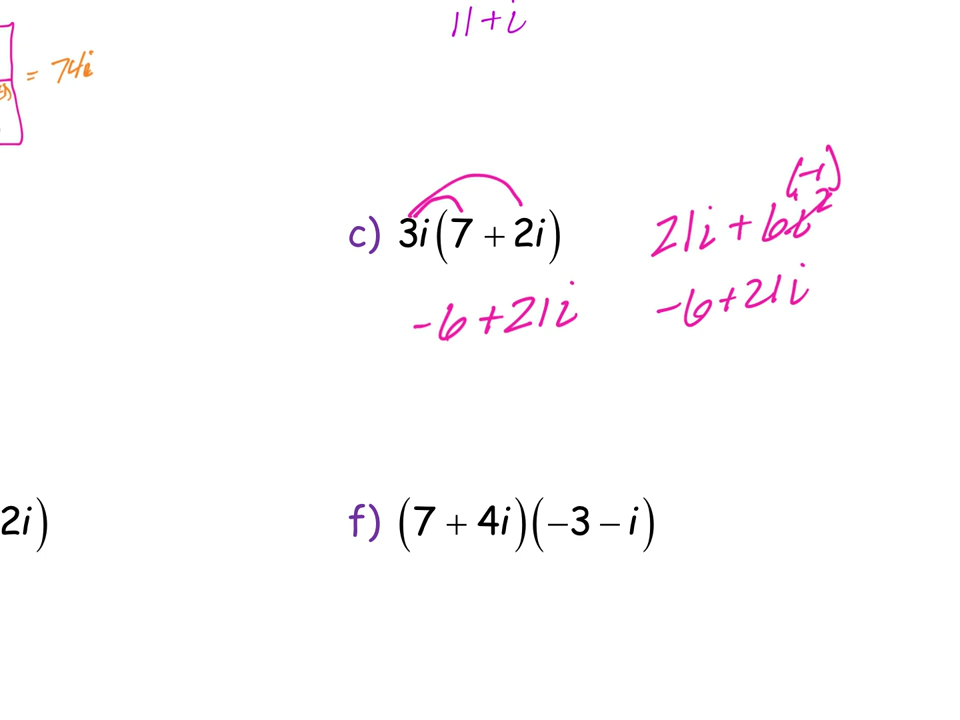 11 + i
= 74i
(-1)
c) 3i(7 + 2i) 21i + 6i²
-6 + 21i -6 + 21i
2i) f) (7 + 4i)(−3 − i)